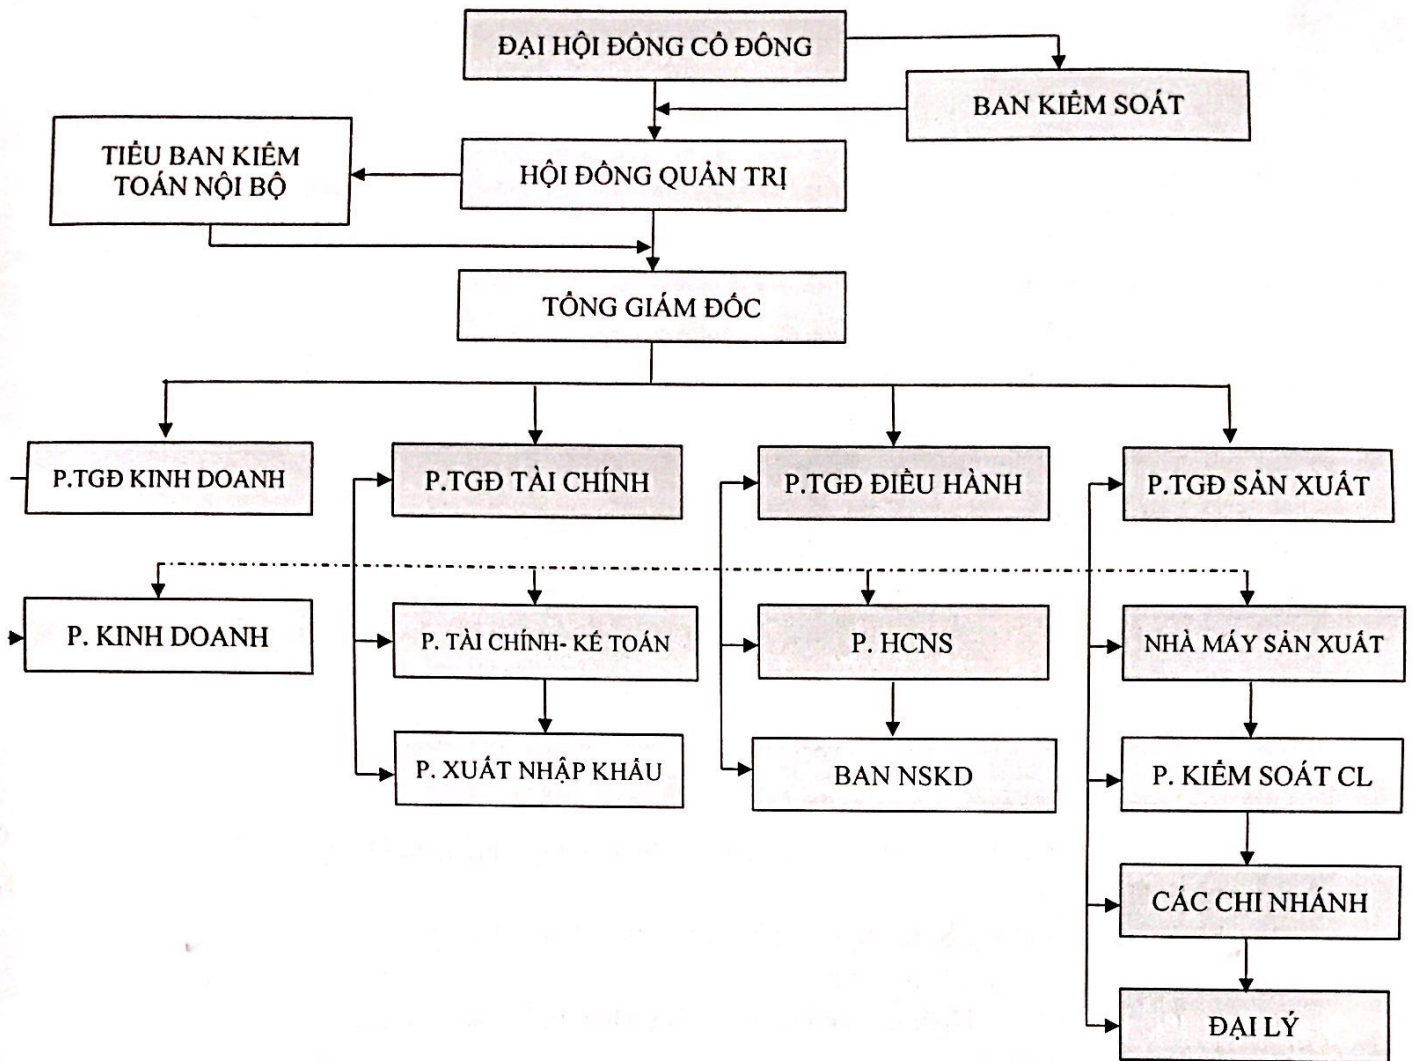 ĐẠI HỘI ĐỒNG CỔ ĐÔNG
BAN KIỂM SOÁT
TIỂU BAN KIỂM
TOÁN NỘI BỘ
HỘI ĐỒNG QUẢN TRỊ
TỔNG GIÁM ĐỐC
P.TGĐ KINH DOANH
P.TGĐ TÀI CHÍNH
P.TGĐ ĐIỀU HÀNH
P.TGĐ SẢN XUẤT
P. KINH DOANH
P. TÀI CHÍNH- KẾ TOÁN
P. HCNS
NHÀ MÁY SẢN XUẤT
P. XUẤT NHẬP KHẨU
BAN NSKD
P. KIỂM SOÁT CL
CÁC CHI NHÁNH
ĐẠI LÝ